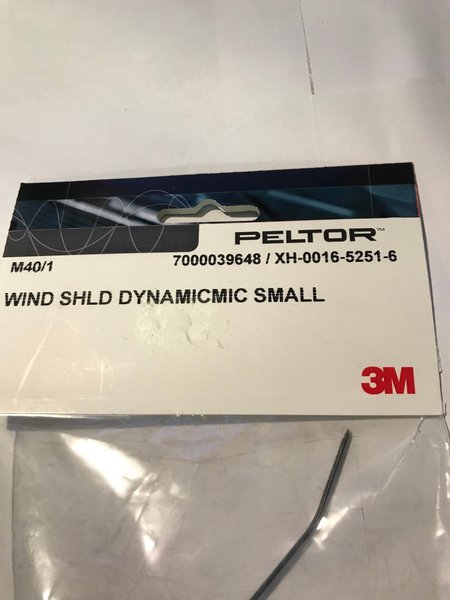 PELTOR™
M40/1 7000039648 / XH-0016-5251-6
WIND SHLD DYNAMICMIC SMALL
3M